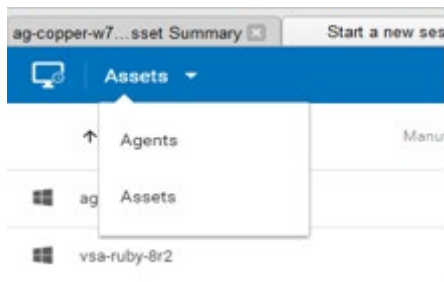 ag-copper-w7...sset Summary Start a new ses
Assets
Agents Manu
ag Assets
vsa-ruby-8r2